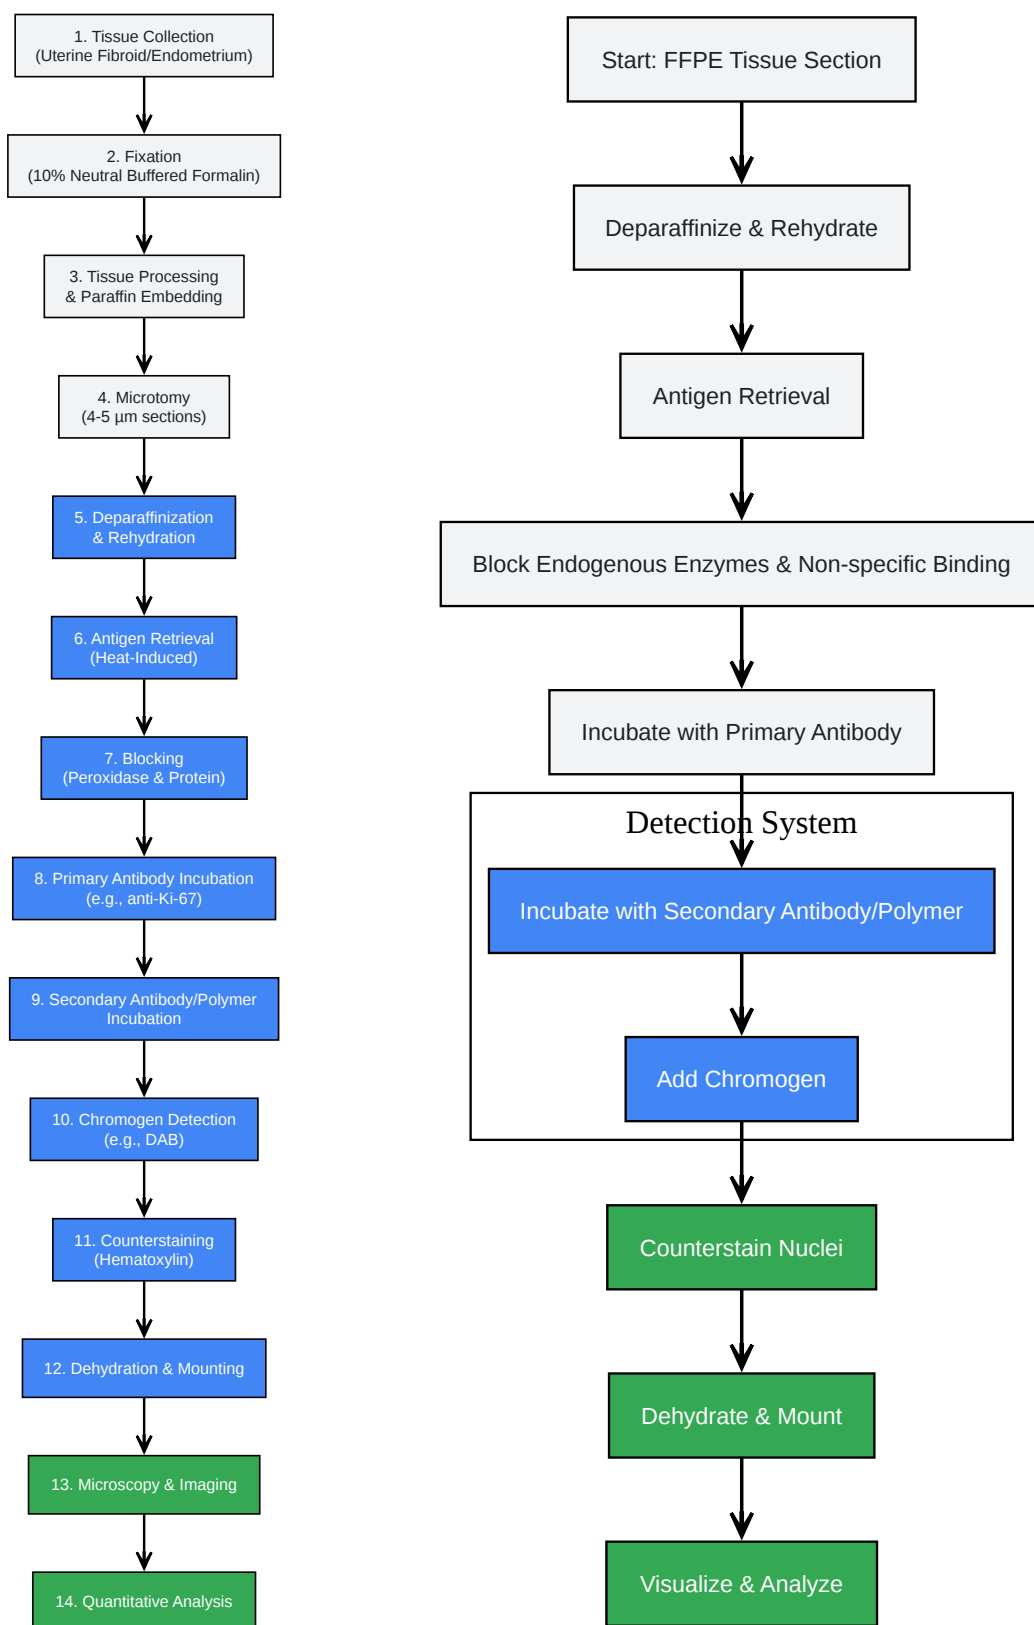 1. Tissue Collection
(Uterine Fibroid/Endometrium)
2. Fixation
(10% Neutral Buffered Formalin)
3. Tissue Processing
& Paraffin Embedding
4. Microtomy
(4-5 µm sections)
5. Deparaffinization
& Rehydration
6. Antigen Retrieval
(Heat-Induced)
7. Blocking
(Peroxidase & Protein)
8. Primary Antibody Incubation
(e.g., anti-Ki-67)
9. Secondary Antibody/Polymer
Incubation
10. Chromogen Detection
(e.g., DAB)
11. Counterstaining
(Hematoxylin)
12. Dehydration & Mounting
13. Microscopy & Imaging
14. Quantitative Analysis
Start: FFPE Tissue Section
Deparaffinize & Rehydrate
Antigen Retrieval
Block Endogenous Enzymes & Non-specific Binding
Incubate with Primary Antibody
Detection System
Incubate with Secondary Antibody/Polymer
Add Chromogen
Counterstain Nuclei
Dehydrate & Mount
Visualize & Analyze